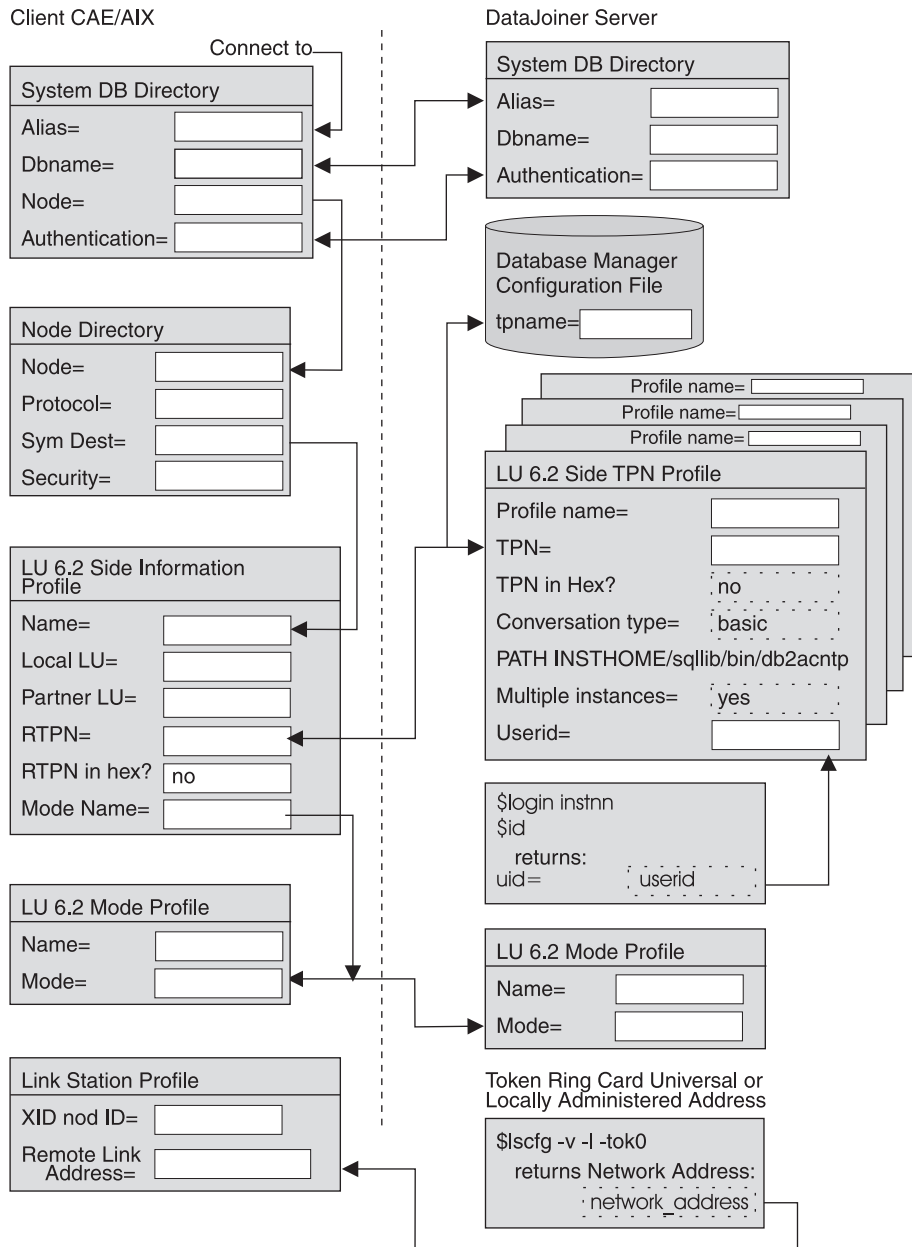 Client CAE/AIX
Connect to
System DB Directory
Alias=
Dbname=
Node=
Authentication=
Node Directory
Node=
Protocol=
Sym Dest=
Security=
LU 6.2 Side Information
Profile
Name=
Local LU=
Partner LU=
RTPN=
RTPN in hex? no
Mode Name=
LU 6.2 Mode Profile
Name=
Mode=
Link Station Profile
XID nod ID=
Remote Link
Address=
DataJoiner Server
System DB Directory
Alias=
Dbname=
Authentication=
Database Manager
Configuration File
tpname=
Profile name=
Profile name=
Profile name=
LU 6.2 Side TPN Profile
Profile name=
TPN=
TPN in Hex? no
Conversation type= basic
PATH INSTHOME/sqllib/bin/db2acntp
Multiple instances= yes
Userid=
$login instnn
$id
returns:
uid= userid
LU 6.2 Mode Profile
Name=
Mode=
Token Ring Card Universal or
Locally Administered Address
$lscfg -v -l -tok0
returns Network Address:
network_address